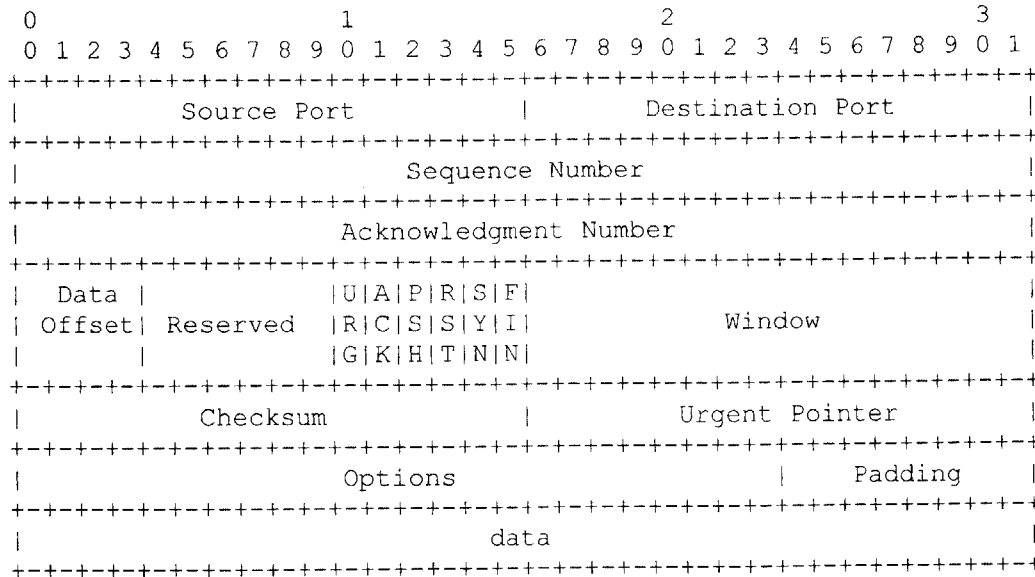 0                   1                   2                   3
0 1 2 3 4 5 6 7 8 9 0 1 2 3 4 5 6 7 8 9 0 1 2 3 4 5 6 7 8 9 0 1
+-+-+-+-+-+-+-+-+-+-+-+-+-+-+-+-+-+-+-+-+-+-+-+-+-+-+-+-+-+-+-+-+
| Source Port | Destination Port |
+-+-+-+-+-+-+-+-+-+-+-+-+-+-+-+-+-+-+-+-+-+-+-+-+-+-+-+-+-+-+-+-+
| Sequence Number |
+-+-+-+-+-+-+-+-+-+-+-+-+-+-+-+-+-+-+-+-+-+-+-+-+-+-+-+-+-+-+-+-+
| Acknowledgment Number |
+-+-+-+-+-+-+-+-+-+-+-+-+-+-+-+-+-+-+-+-+-+-+-+-+-+-+-+-+-+-+-+-+
| Data | |U|A|P|R|S|F| |
| Offset| Reserved |R|C|S|S|Y|I| Window |
| | |G|K|H|T|N|N| |
+-+-+-+-+-+-+-+-+-+-+-+-+-+-+-+-+-+-+-+-+-+-+-+-+-+-+-+-+-+-+-+-+
| Checksum | Urgent Pointer |
+-+-+-+-+-+-+-+-+-+-+-+-+-+-+-+-+-+-+-+-+-+-+-+-+-+-+-+-+-+-+-+-+
| Options | Padding |
+-+-+-+-+-+-+-+-+-+-+-+-+-+-+-+-+-+-+-+-+-+-+-+-+-+-+-+-+-+-+-+-+
| data |
+-+-+-+-+-+-+-+-+-+-+-+-+-+-+-+-+-+-+-+-+-+-+-+-+-+-+-+-+-+-+-+-+